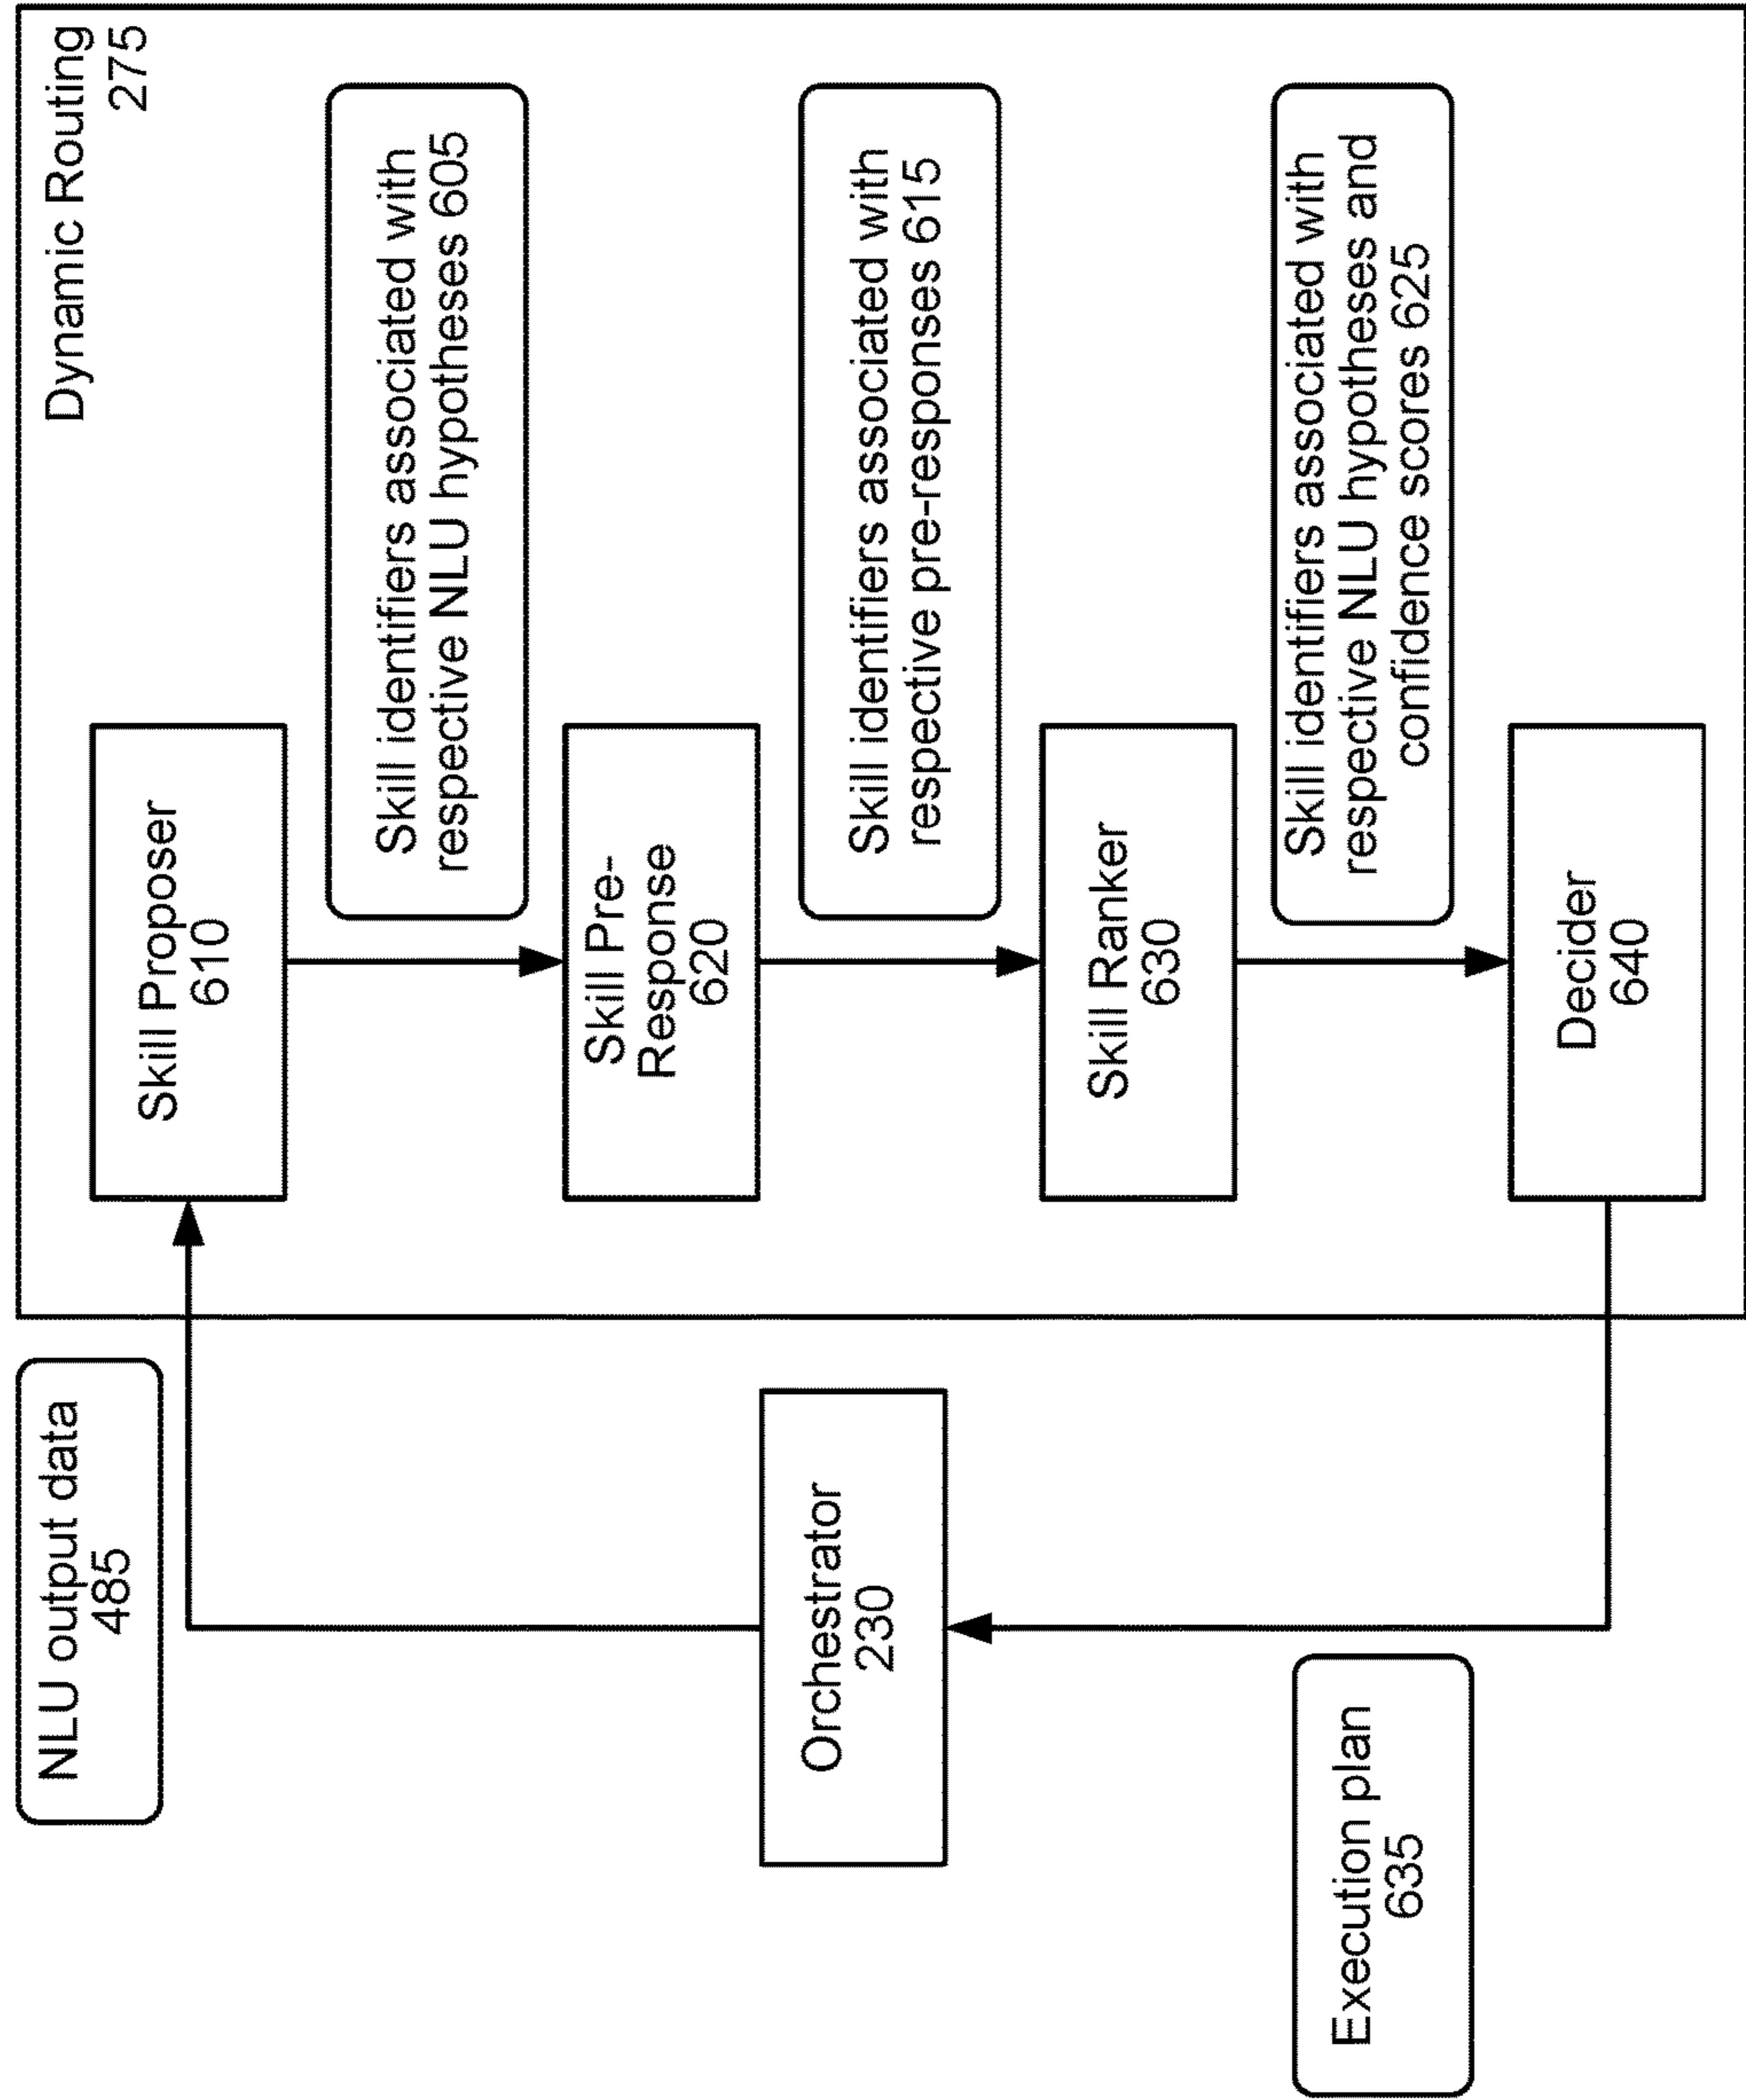 Dynamic Routing
275
NLU output data
485
Skill Proposer
610
Skill identifiers associated with
respective NLU hypotheses 605
Skill Pre-
Response
620
Skill identifiers associated with
respective pre-responses 615
Orchestrator
230
Skill Ranker
630
Skill identifiers associated with
respective NLU hypotheses and
confidence scores 625
Execution plan
635
Decider
640